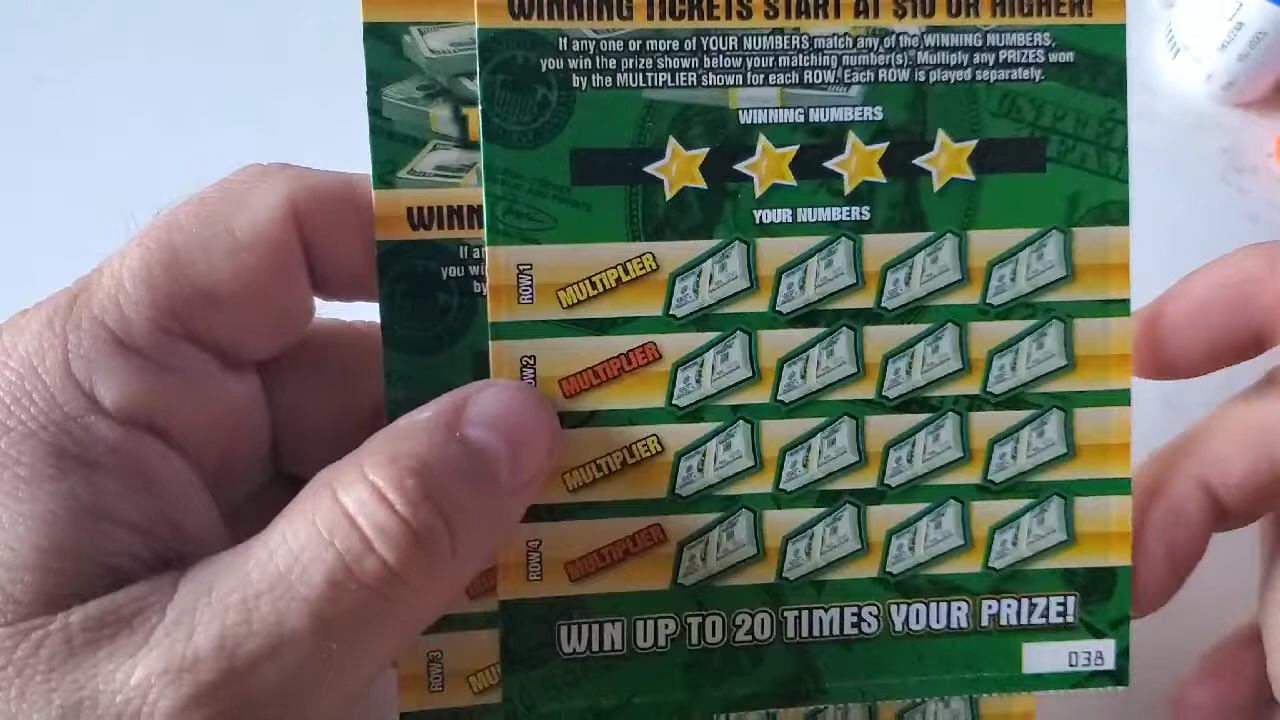 WINNING TICKETS START AT $10 OR HIGHER!
If any one or more of YOUR NUMBERS match any of the WINNING NUMBERS,
you win the prize shown below your matching number(s). Multiply any PRIZES won
by the MULTIPLIER shown for each ROW. Each ROW is played separately.
WINNING NUMBERS
YOUR NUMBERS
ROW 1
MULTIPLIER
MULTIPLIER
MULTIPLIER
ROW 4
MULTIPLIER
WIN UP TO 20 TIMES YOUR PRIZE!
038
ROW 3